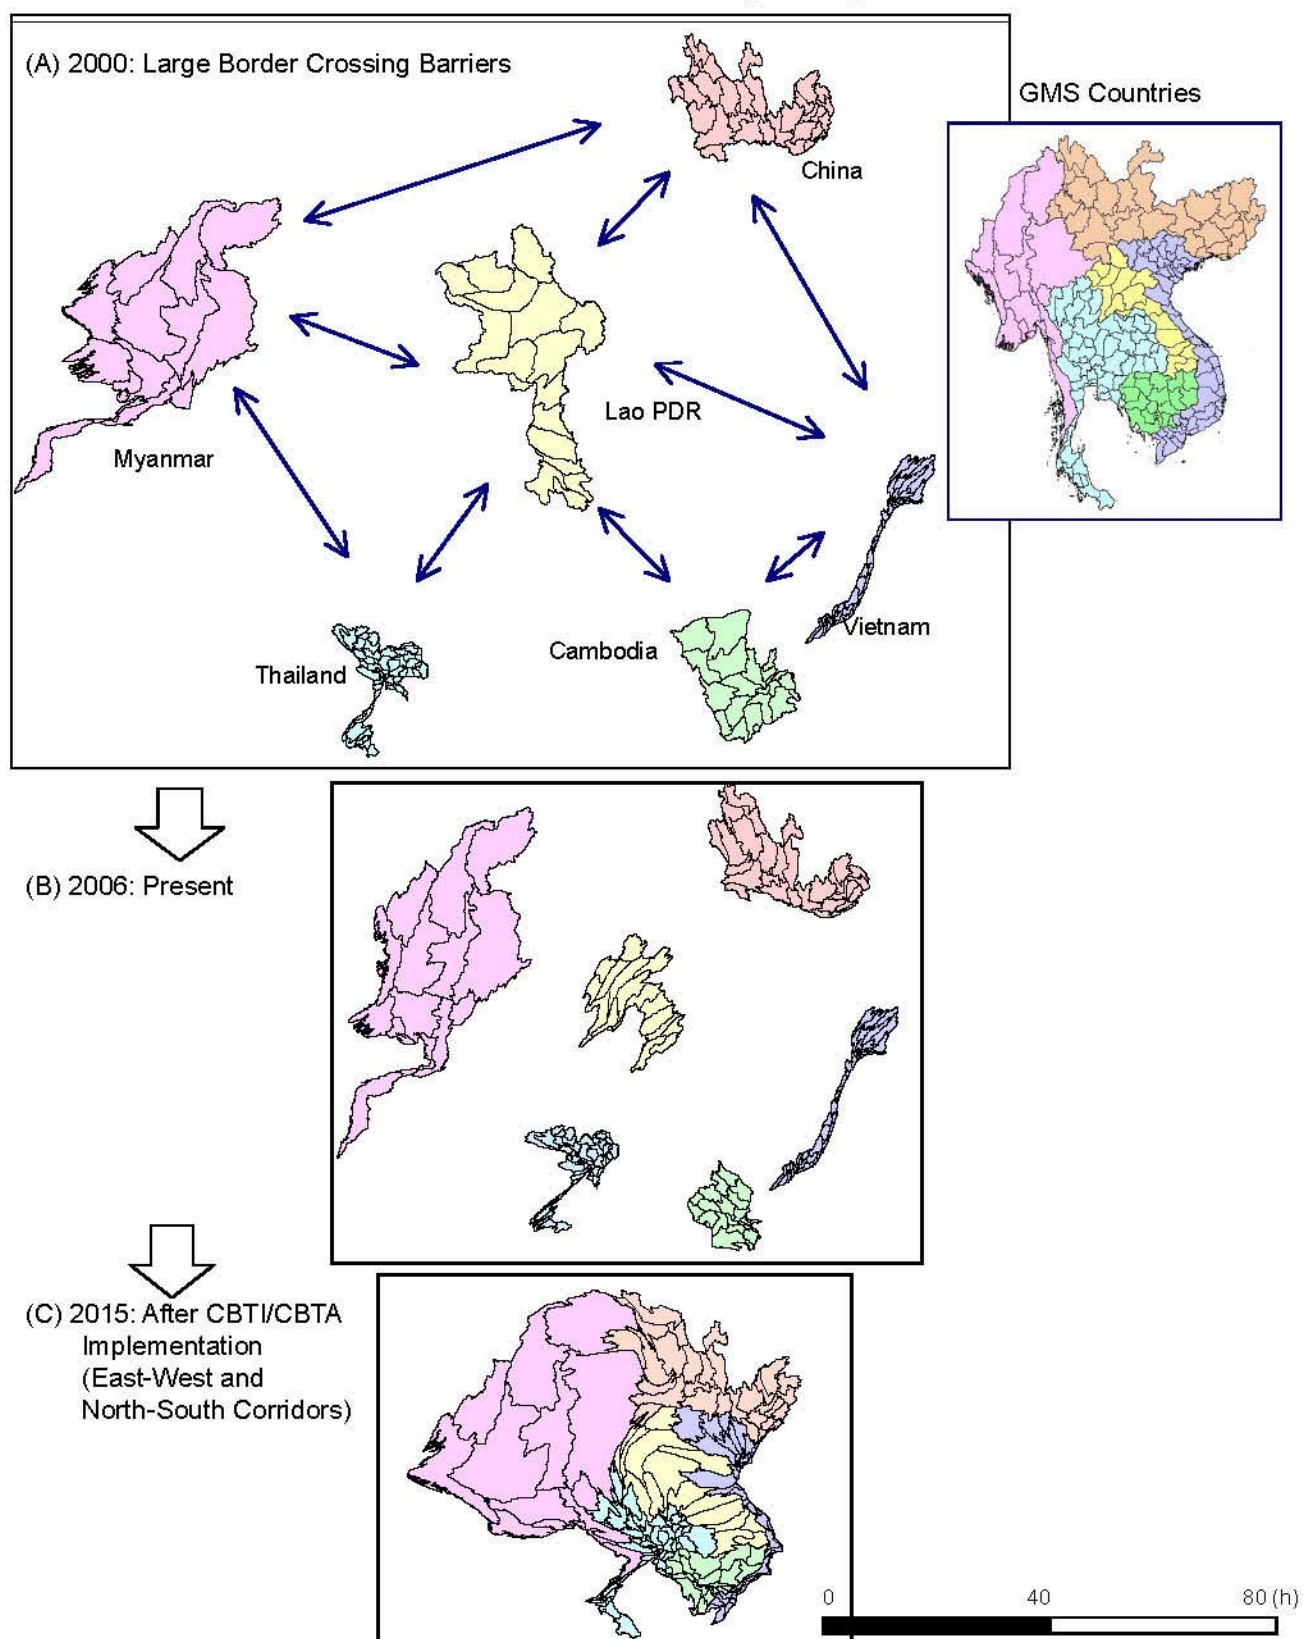 (A) 2000: Large Border Crossing Barriers
GMS Countries
China
Lao PDR
Myanmar
Vietnam
Cambodia
Thailand
(B) 2006: Present
(C) 2015: After CBTI/CBTA
Implementation
(East-West and
North-South Corridors)
0 40 80 (h)